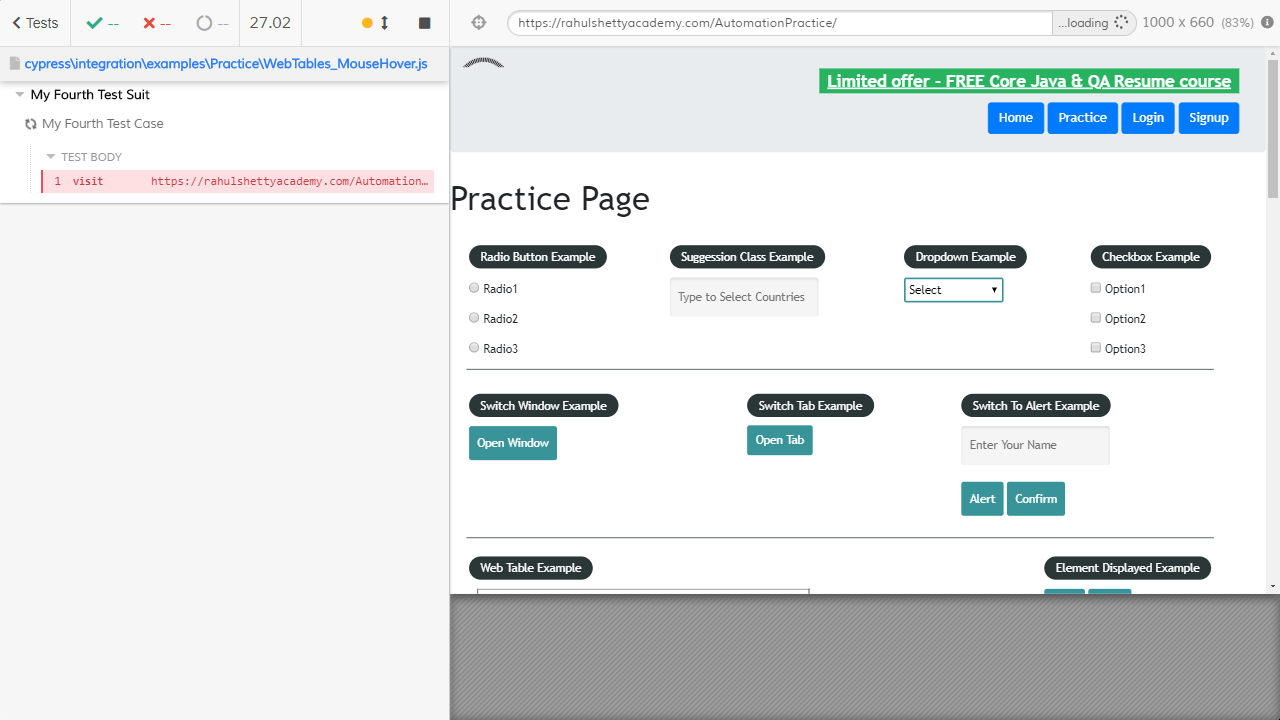 Tests -- -- -- 27.02
https://rahulshettyacademy.com/AutomationPractice/ ...loading 1000 x 660 (83%)
cypress\integration\examples\Practice\WebTables_MouseHover.js
My Fourth Test Suit
My Fourth Test Case
TEST BODY
1 visit https://rahulshettyacademy.com/Automation...
Limited offer - FREE Core Java & QA Resume course
Home Practice Login Signup
Practice Page
Radio Button Example Suggession Class Example Dropdown Example Checkbox Example
Radio1 Type to Select Countries Select Option1
Radio2 Option2
Radio3 Option3
Switch Window Example Switch Tab Example Switch To Alert Example
Open Window Open Tab Enter Your Name
Alert Confirm
Web Table Example Element Displayed Example